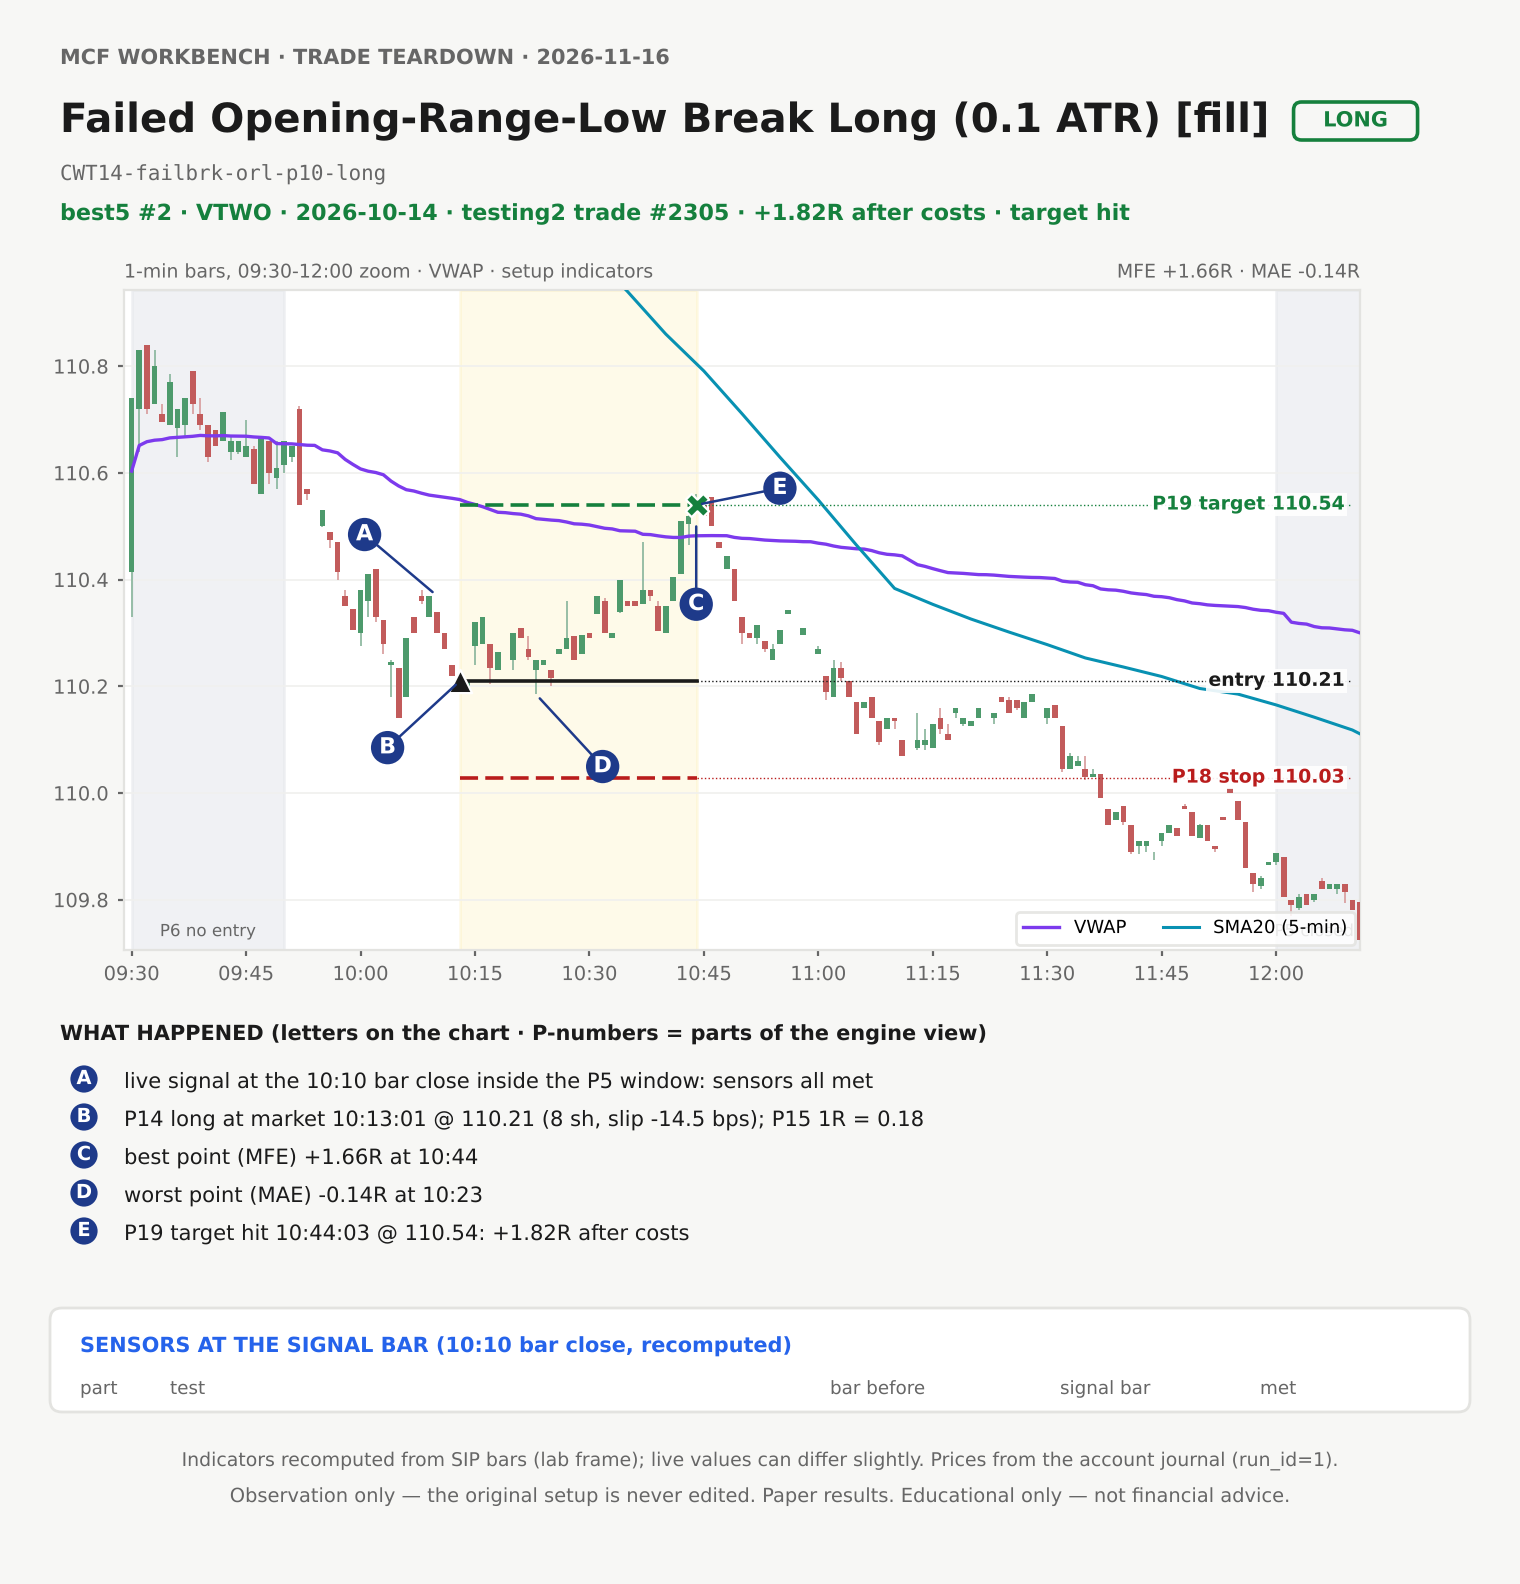 MCF WORKBENCH · TRADE TEARDOWN · 2026-11-16
Failed Opening-Range-Low Break Long (0.1 ATR) [fill] LONG
CWT14-failbrk-orl-p10-long
best5 #2 · VTWO · 2026-10-14 · testing2 trade #2305 · +1.82R after costs · target hit
1-min bars, 09:30-12:00 zoom · VWAP · setup indicators MFE +1.66R · MAE -0.14R
110.8
110.6
110.4
110.2
110.0
109.8
A
B
C
D
E
P19 target 110.54
entry 110.21
P18 stop 110.03
P6 no entry
VWAP SMA20 (5-min)
09:30 09:45 10:00 10:15 10:30 10:45 11:00 11:15 11:30 11:45 12:00
WHAT HAPPENED (letters on the chart · P-numbers = parts of the engine view)
A live signal at the 10:10 bar close inside the P5 window: sensors all met
B P14 long at market 10:13:01 @ 110.21 (8 sh, slip -14.5 bps); P15 1R = 0.18
C best point (MFE) +1.66R at 10:44
D worst point (MAE) -0.14R at 10:23
E P19 target hit 10:44:03 @ 110.54: +1.82R after costs
SENSORS AT THE SIGNAL BAR (10:10 bar close, recomputed)
part test bar before signal bar met
Indicators recomputed from SIP bars (lab frame); live values can differ slightly. Prices from the account journal (run_id=1).
Observation only — the original setup is never edited. Paper results. Educational only — not financial advice.